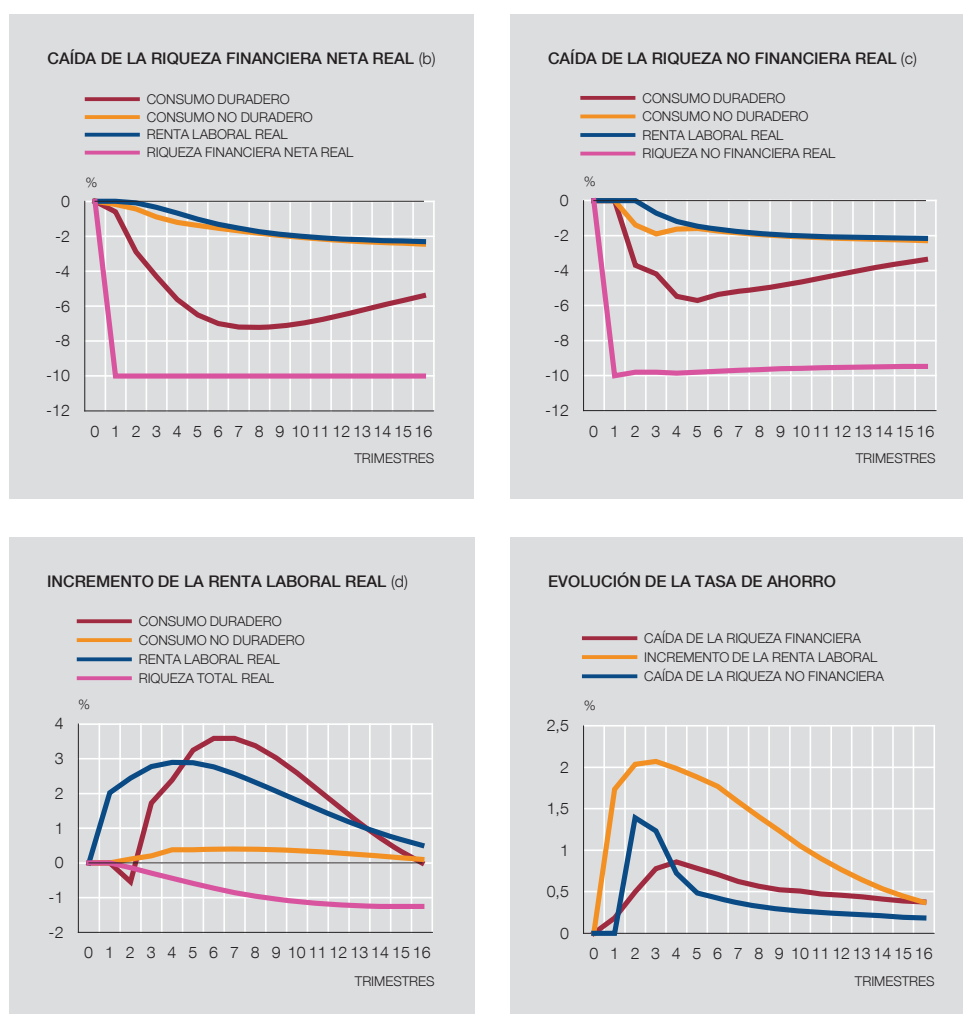 CAÍDA DE LA RIQUEZA FINANCIERA NETA REAL (b)
CONSUMO DURADERO
CONSUMO NO DURADERO
RENTA LABORAL REAL
RIQUEZA FINANCIERA NETA REAL
%
0
-2
-4
-6
-8
-10
-12
0 1 2 3 4 5 6 7 8 9 10 11 12 13 14 15 16
TRIMESTRES
CAÍDA DE LA RIQUEZA NO FINANCIERA REAL (c)
CONSUMO DURADERO
CONSUMO NO DURADERO
RENTA LABORAL REAL
RIQUEZA NO FINANCIERA REAL
%
0
-2
-4
-6
-8
-10
-12
0 1 2 3 4 5 6 7 8 9 10 11 12 13 14 15 16
TRIMESTRES
INCREMENTO DE LA RENTA LABORAL REAL (d)
CONSUMO DURADERO
CONSUMO NO DURADERO
RENTA LABORAL REAL
RIQUEZA TOTAL REAL
%
4
3
2
1
0
-1
-2
0 1 2 3 4 5 6 7 8 9 10 11 12 13 14 15 16
TRIMESTRES
EVOLUCIÓN DE LA TASA DE AHORRO
CAÍDA DE LA RIQUEZA FINANCIERA
INCREMENTO DE LA RENTA LABORAL
CAÍDA DE LA RIQUEZA NO FINANCIERA
%
2,5
2
1,5
1
0,5
0
0 1 2 3 4 5 6 7 8 9 10 11 12 13 14 15 16
TRIMESTRES